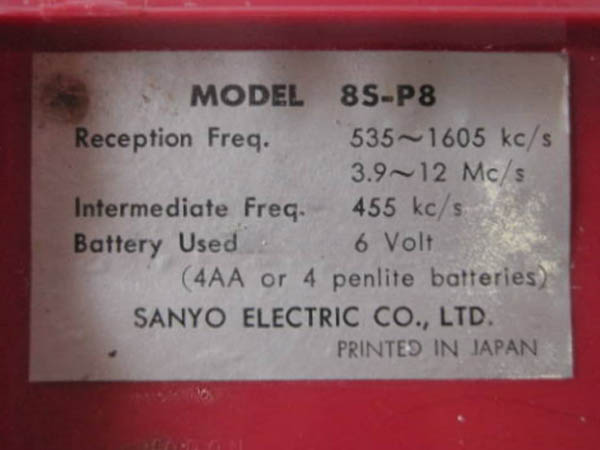 MODEL 8S-P8
Reception Freq. 535~1605 kc/s
3.9~12 Mc/s
Intermediate Freq. 455 kc/s
Battery Used 6 Volt
(4AA or 4 penlite batteries)
SANYO ELECTRIC CO., LTD.
PRINTED IN JAPAN